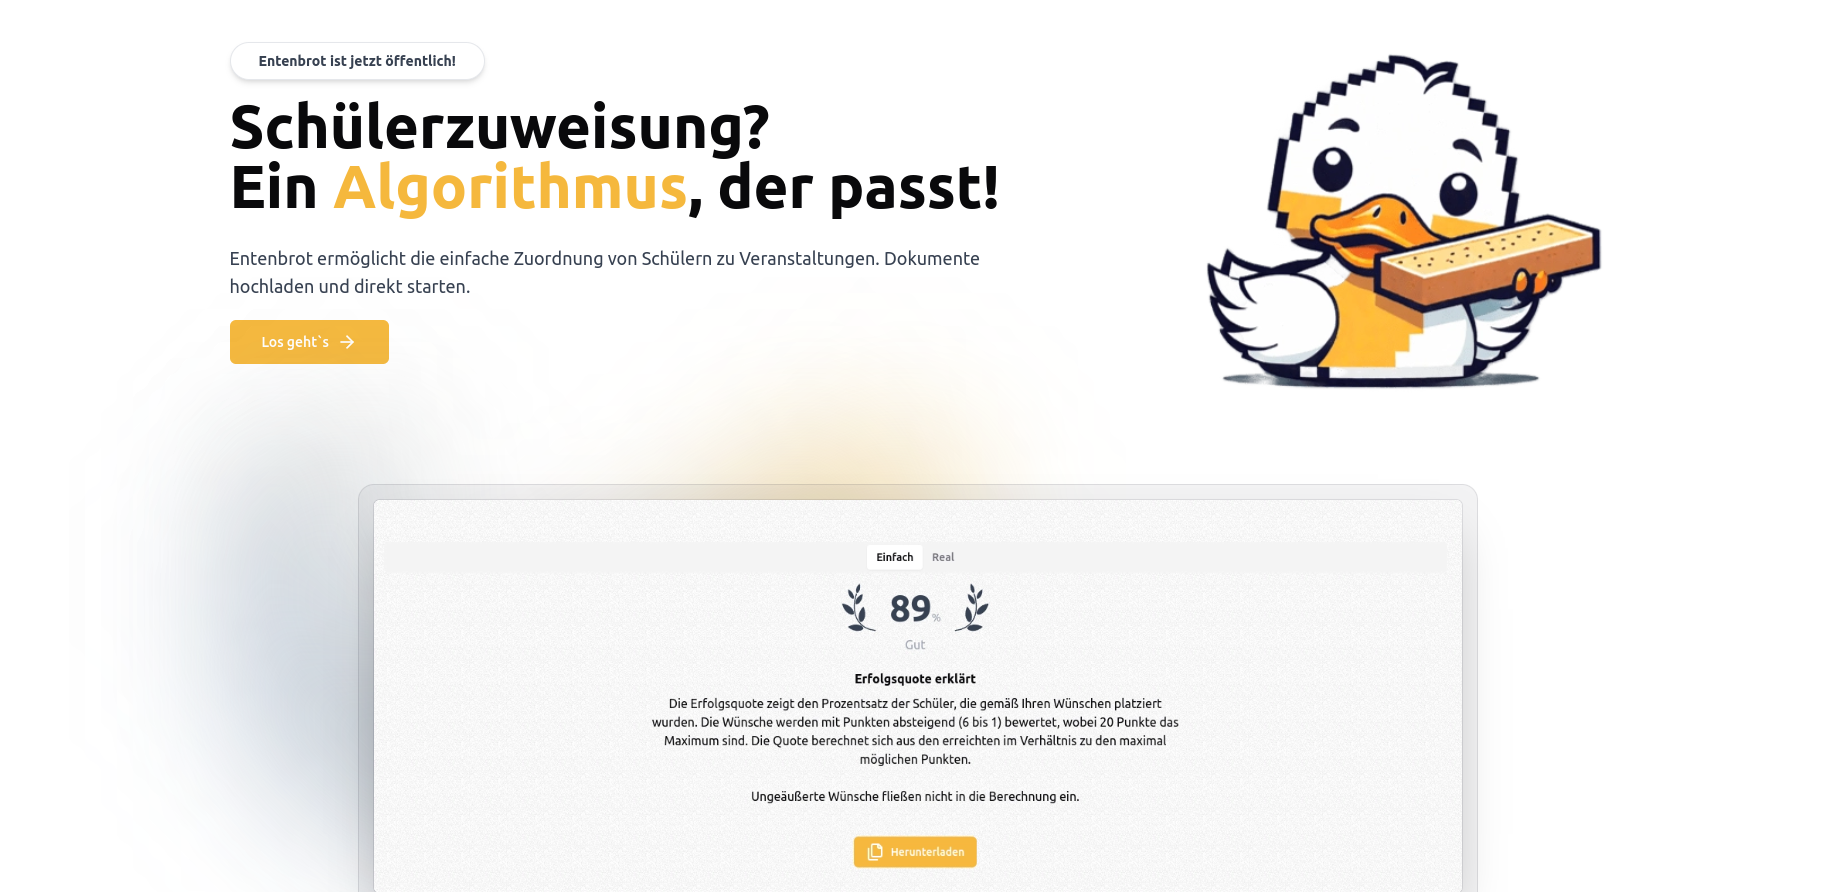 Entenbrot ist jetzt öffentlich!
Schülerzuweisung?
Ein Algorithmus, der passt!
Entenbrot ermöglicht die einfache Zuordnung von Schülern zu Veranstaltungen. Dokumente
hochladen und direkt starten.
Los geht`s
Einfach Real
89%
Gut
Erfolgsquote erklärt
Die Erfolgsquote zeigt den Prozentsatz der Schüler, die gemäß Ihren Wünschen platziert
wurden. Die Wünsche werden mit Punkten absteigend (6 bis 1) bewertet, wobei 20 Punkte das
Maximum sind. Die Quote berechnet sich aus den erreichten im Verhältnis zu den maximal
möglichen Punkten.
Ungeäußerte Wünsche fließen nicht in die Berechnung ein.
Herunterladen